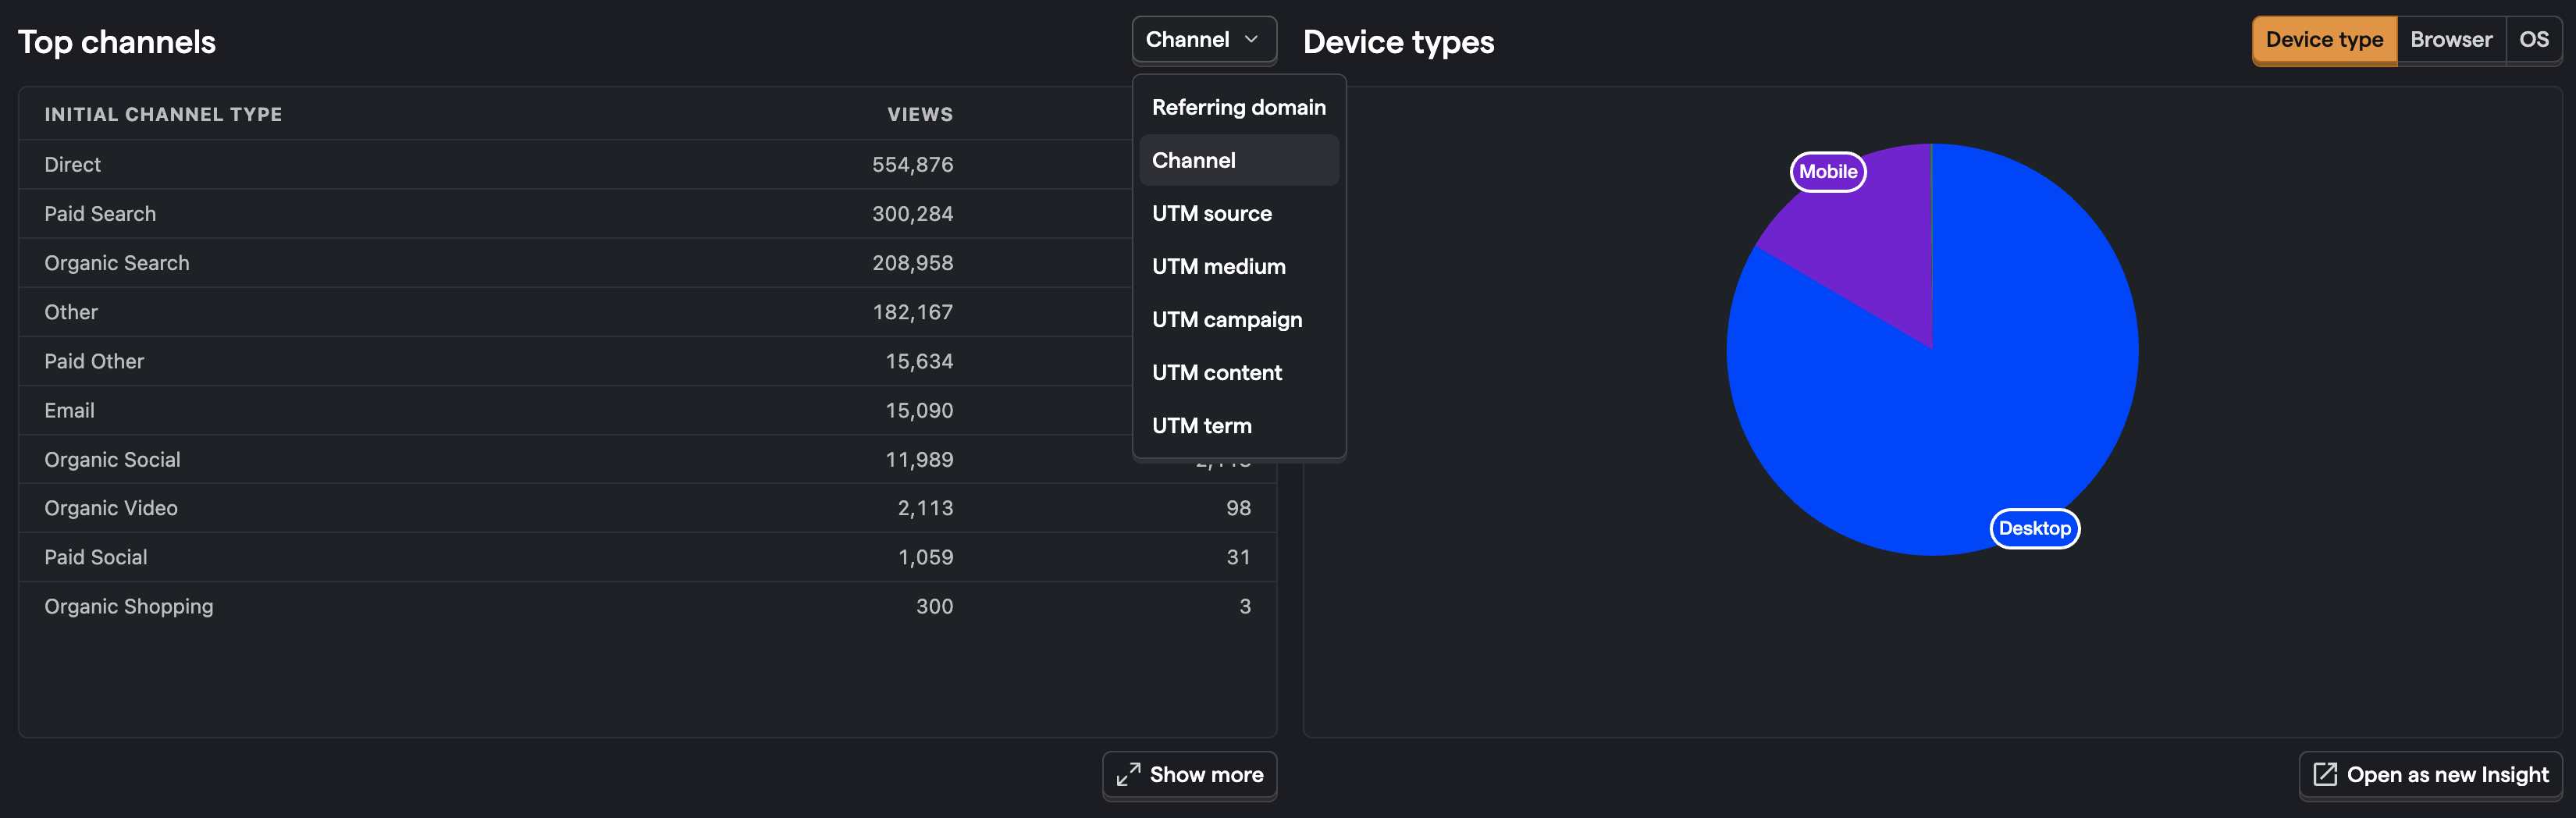 Top channels
Channel
INITIAL CHANNEL TYPE VIEWS
Direct 554,876
Paid Search 300,284
Organic Search 208,958
Other 182,167
Paid Other 15,634
Email 15,090
Organic Social 11,989
Organic Video 2,113 98
Paid Social 1,059 31
Organic Shopping 300 3
Show more
Referring domain
Channel
UTM source
UTM medium
UTM campaign
UTM content
UTM term
Device types
Device type Browser OS
Mobile
Desktop
Open as new Insight